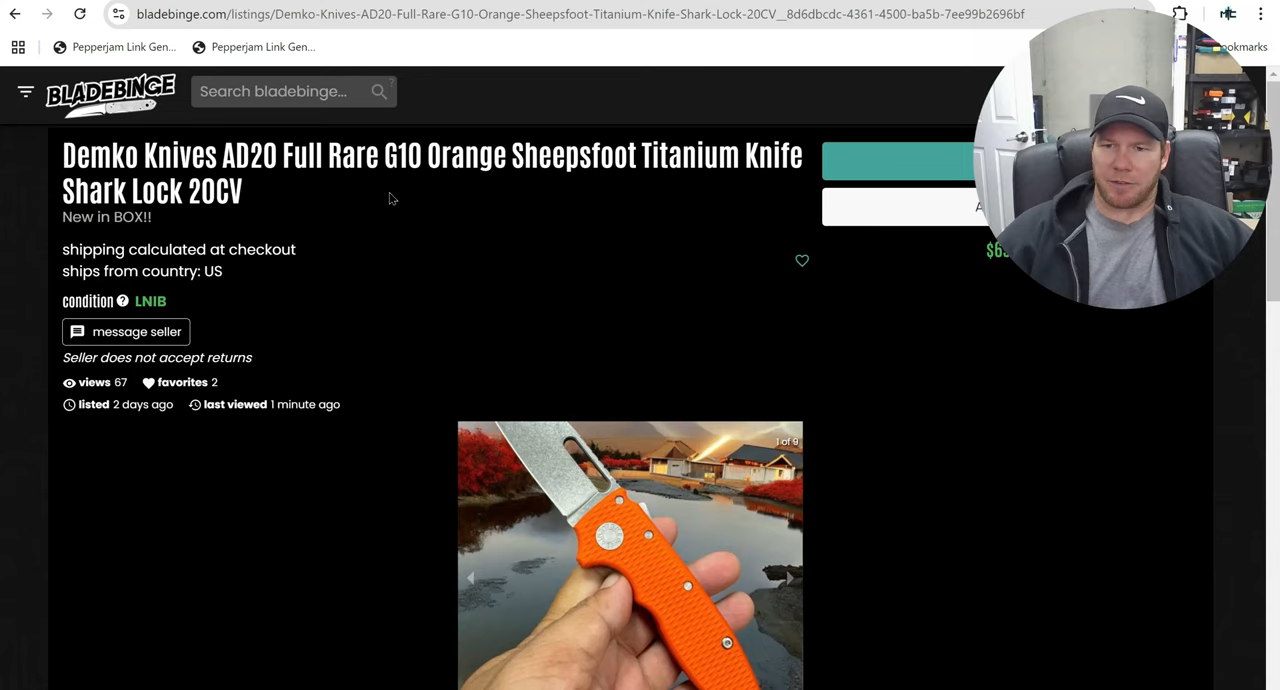 bladebinge.com/listings/Demko-Knives-AD20-Full-Rare-G10-Orange-Sheepsfoot-Titanium-Knife-Shark-Lock-20CV__8d6dbcdc-4361-4500-ba5b-7ee99b2696bf
Pepperjam Link Gen... Pepperjam Link Gen... ookmarks
BLADEBINGE Search bladebinge... ?
Demko Knives AD20 Full Rare G10 Orange Sheepsfoot Titanium Knife
Shark Lock 20CV
New in BOX!!
shipping calculated at checkout
ships from country: US
condition ? LNIB
message seller
Seller does not accept returns
views 67 favorites 2
listed 2 days ago last viewed 1 minute ago
1 of 9